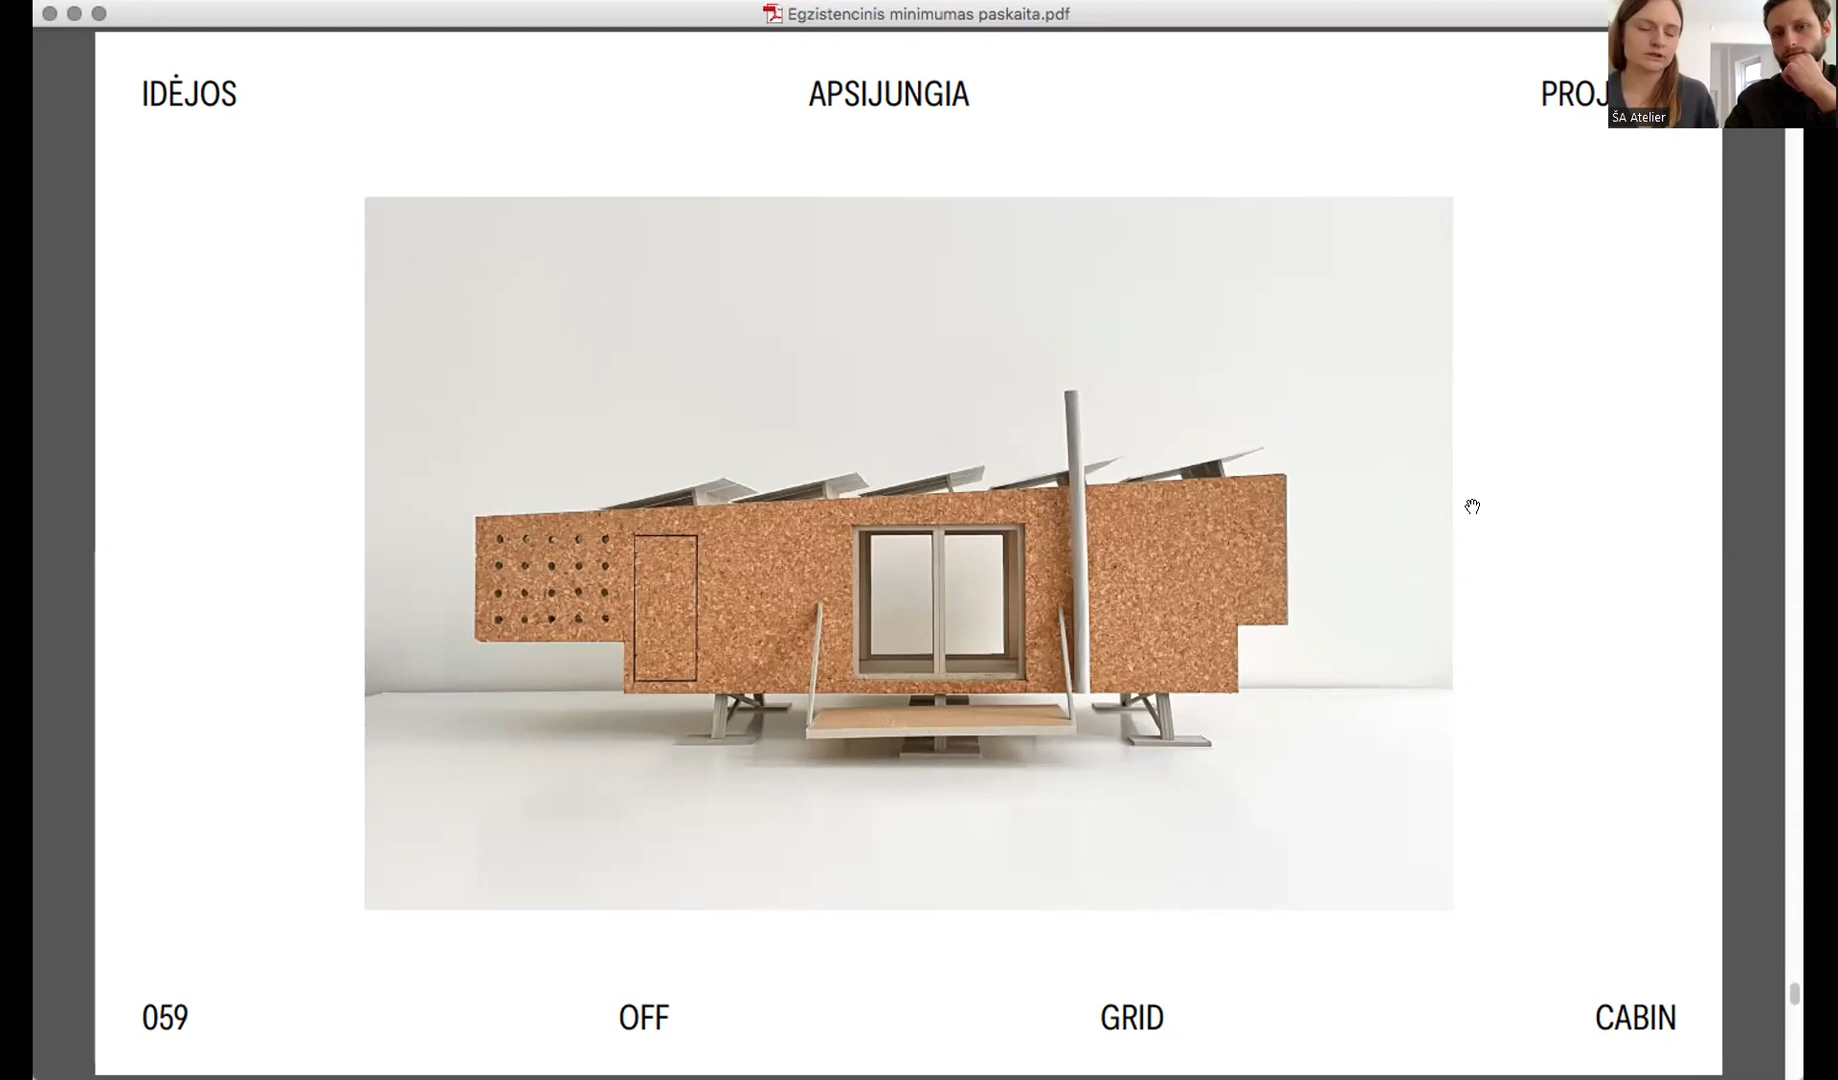 Egzistencinis minimumas paskaita.pdf
IDĖJOS APSIJUNGIA PROJ
ŠA Atelier
059 OFF GRID CABIN